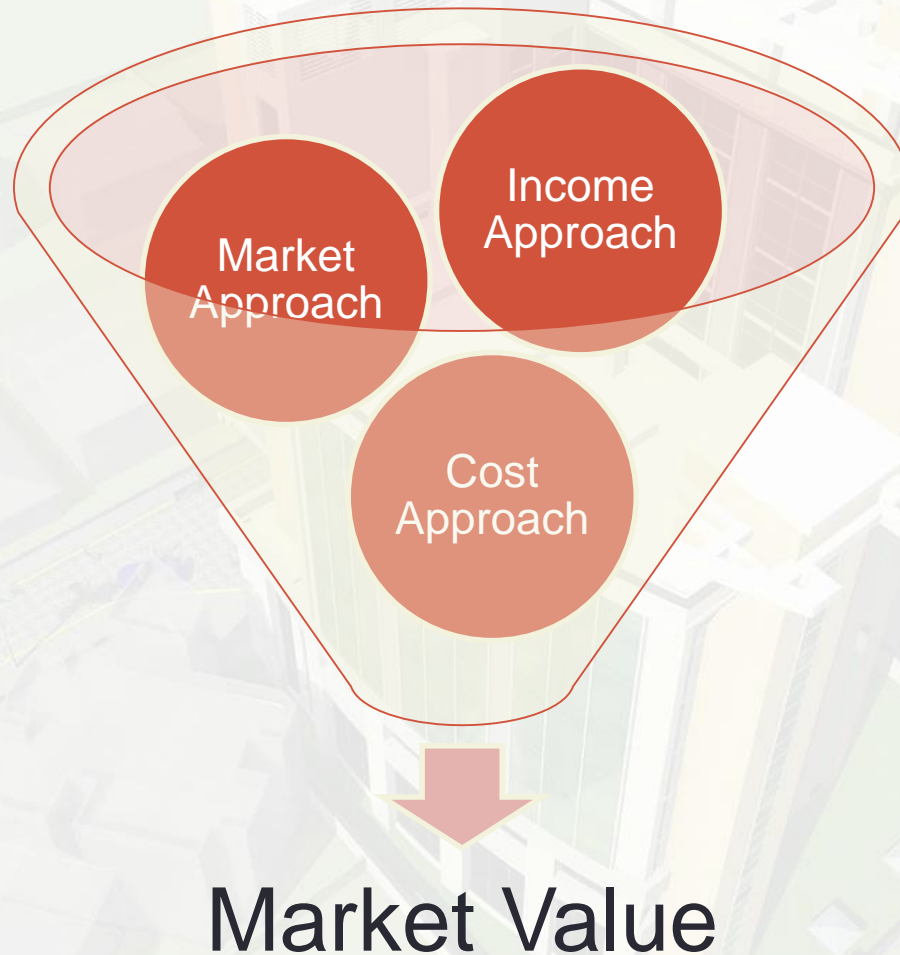 Income
Approach
Market
Approach
Cost
Approach
Market Value